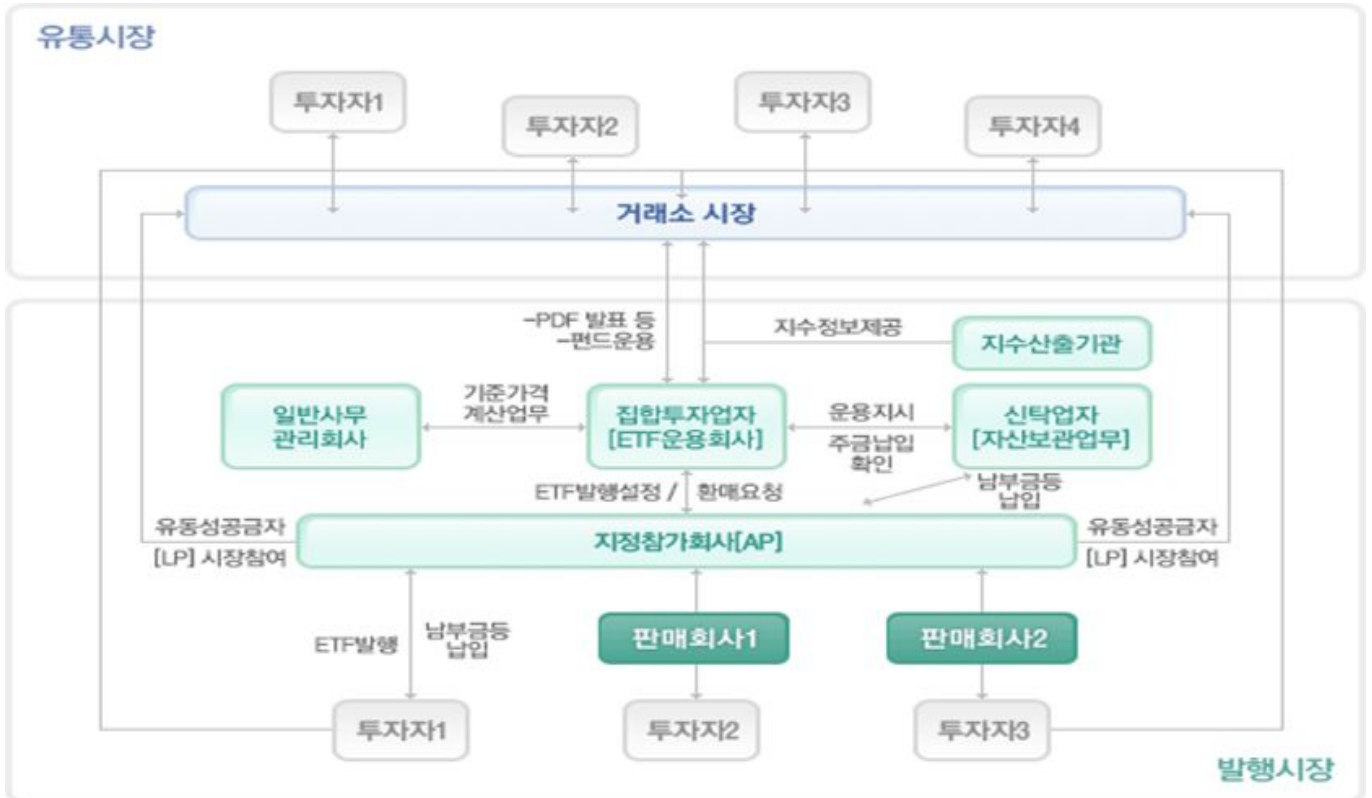 유통시장
투자자1
투자자2
투자자3
투자자4
거래소 시장
-PDF 발표 등
-펀드운용
지수정보제공
지수산출기관
일반사무
관리회사
기준가격
계산업무
집합투자업자
[ETF운용회사]
운용지시
주금납입
확인
신탁업자
[자산보관업무]
ETF발행설정 / 환매요청
남부금등
납입
유동성공급자
[LP] 시장참여
지정참가회사[AP]
유동성공급자
[LP] 시장참여
ETF발행
남부금등
납입
판매회사1
판매회사2
투자자1
투자자2
투자자3
발행시장